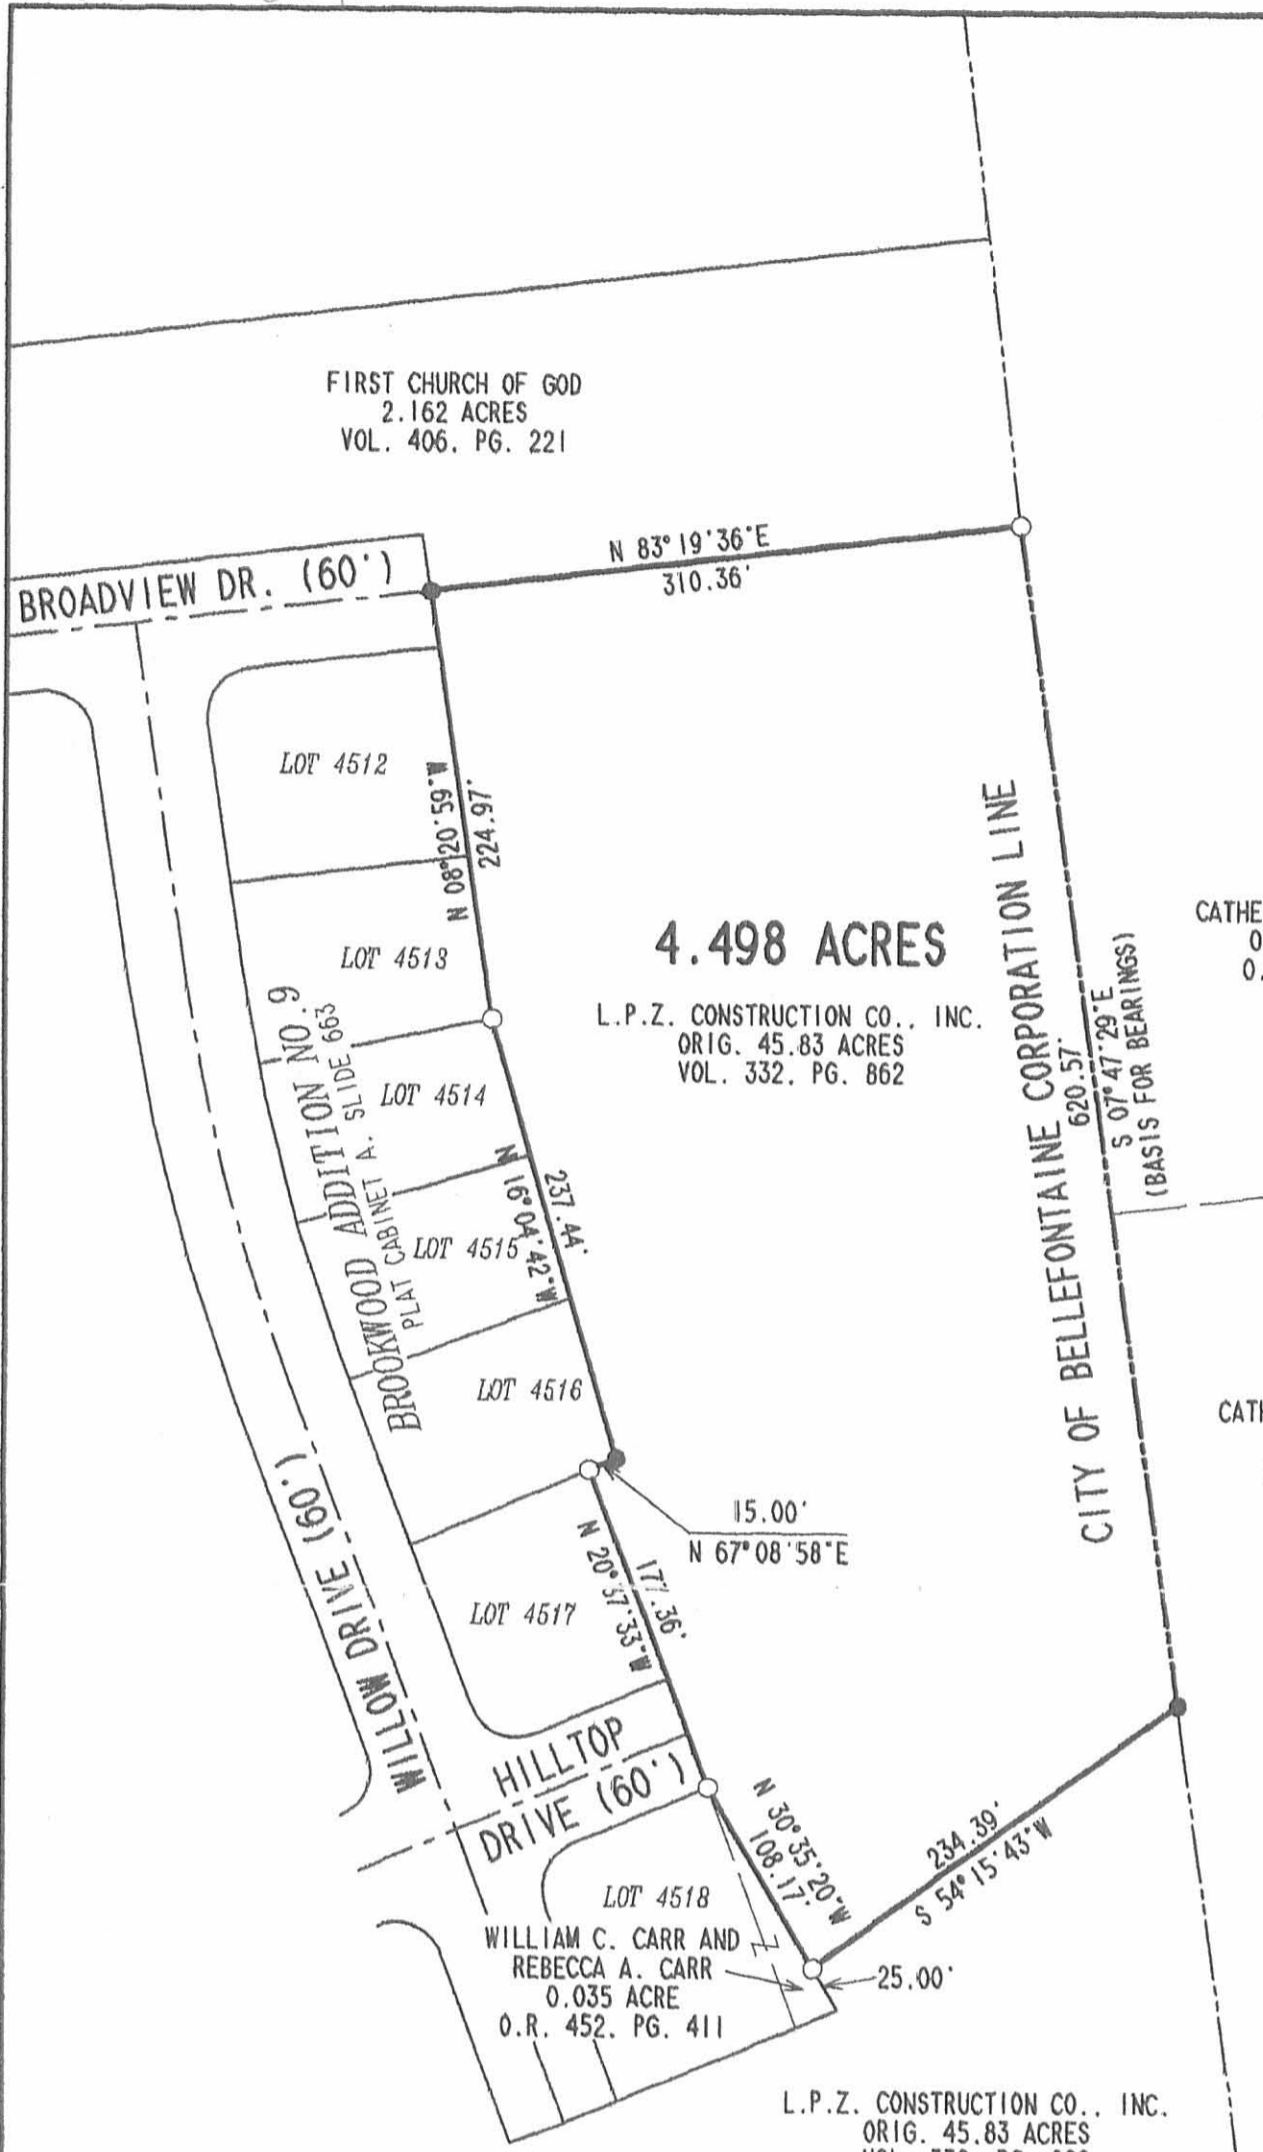 FIRST CHURCH OF GOD
2.162 ACRES
VOL. 406, PG. 221
N 83°19'36"E
310.36'
BROADVIEW DR. (60')
LOT 4512
N 08°20'59"W
224.97'
LOT 4513
4.498 ACRES
L.P.Z. CONSTRUCTION CO., INC.
ORIG. 45.83 ACRES
VOL. 332, PG. 862
CITY OF BELLEFONTAINE CORPORATION LINE
620.57'
S 07°47'29"E
(BASIS FOR BEARINGS)
CATHE
0
0.
BROOKWOOD ADDITION NO. 9
PLAT CABINET A, SLIDE 663
LOT 4514
N 16°04'42"W
237.44'
LOT 4515
LOT 4516
CATH
15.00'
N 67°08'58"E
WILLOW DRIVE (60')
N 20°57'33"W
177.36'
LOT 4517
HILLTOP
DRIVE (60')
N 30°35'20"W
108.17'
234.39'
S 54°15'43"W
LOT 4518
WILLIAM C. CARR AND
REBECCA A. CARR
0.035 ACRE
O.R. 452, PG. 411
25.00'
L.P.Z. CONSTRUCTION CO., INC.
ORIG. 45.83 ACRES